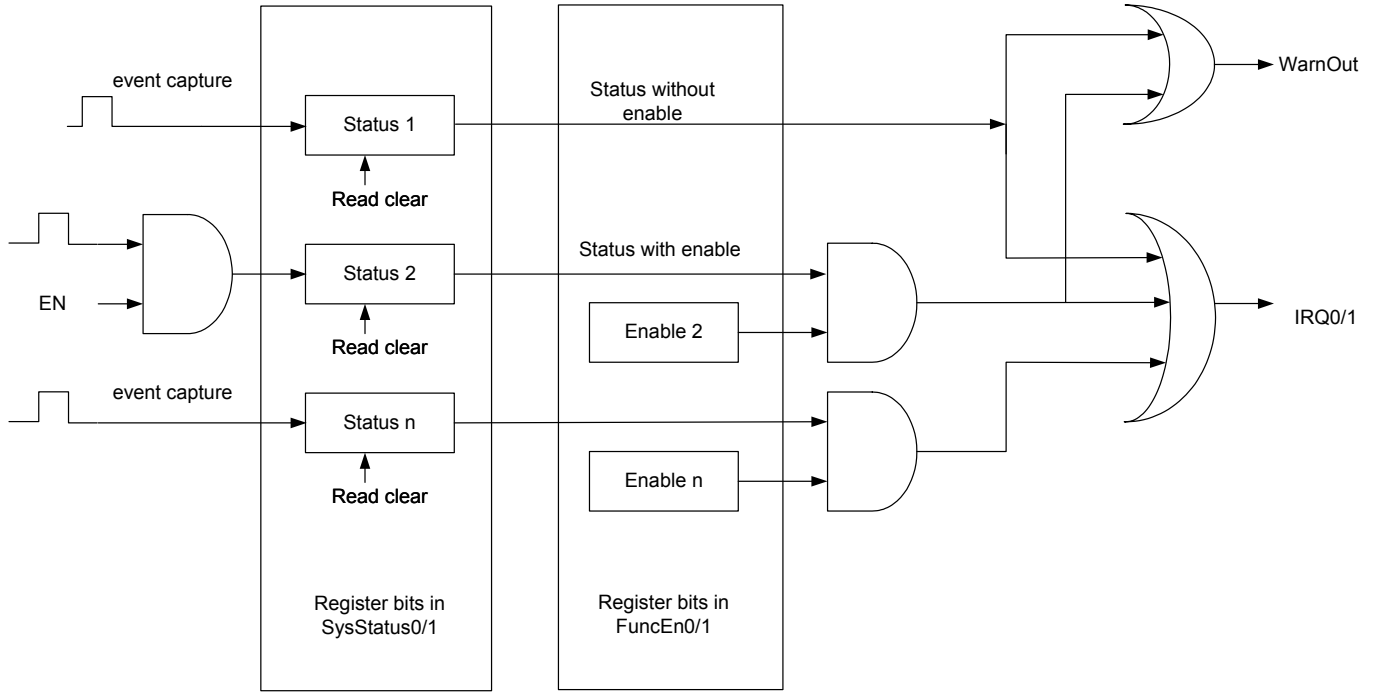 event capture
Status 1
Status without
enable
WarnOut
Read clear
EN
Status 2
Status with enable
Read clear
Enable 2
IRQ0/1
event capture
Status n
Read clear
Enable n
Register bits in
SysStatus0/1
Register bits in
FuncEn0/1